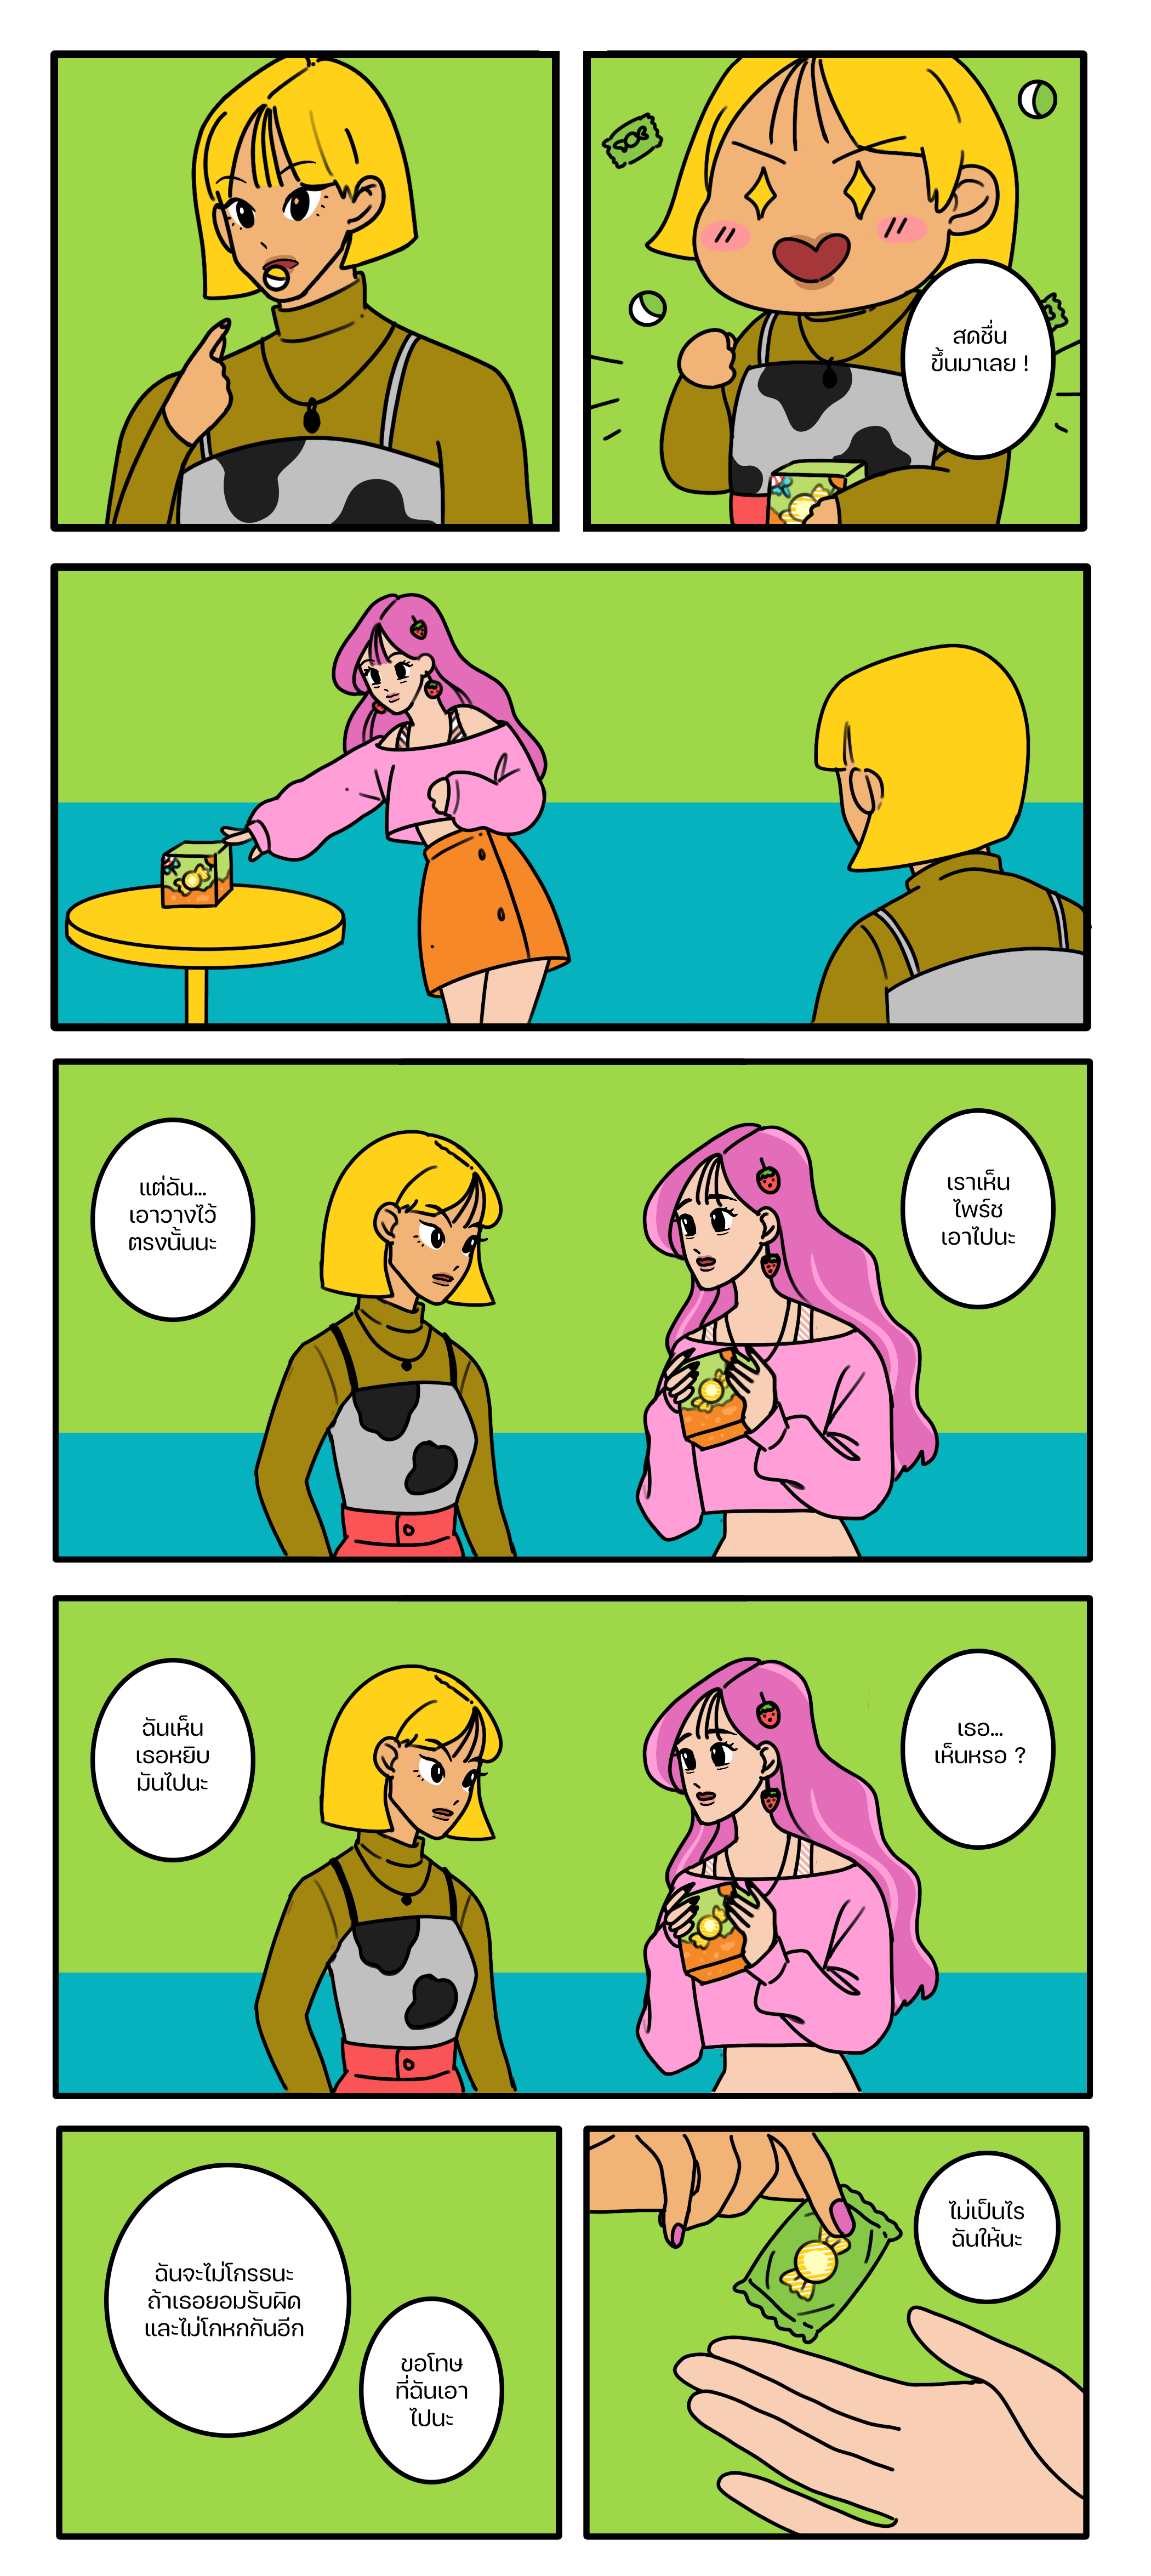 สดชื่น
ขึ้นมาเลย !
แต่ฉัน...
เอาวางไว้
ตรงนั้นนะ
เราเห็น
ไพร์ช
เอาไปนะ
ฉันเห็น
เธอหยิบ
มันไปนะ
เธอ...
เห็นหรอ ?
ฉันจะไม่โกรธนะ
ถ้าเธอยอมรับผิด
และไม่โกหกกันอีก
ขอโทษ
ที่ฉันเอา
ไปนะ
ไม่เป็นไร
ฉันให้นะ